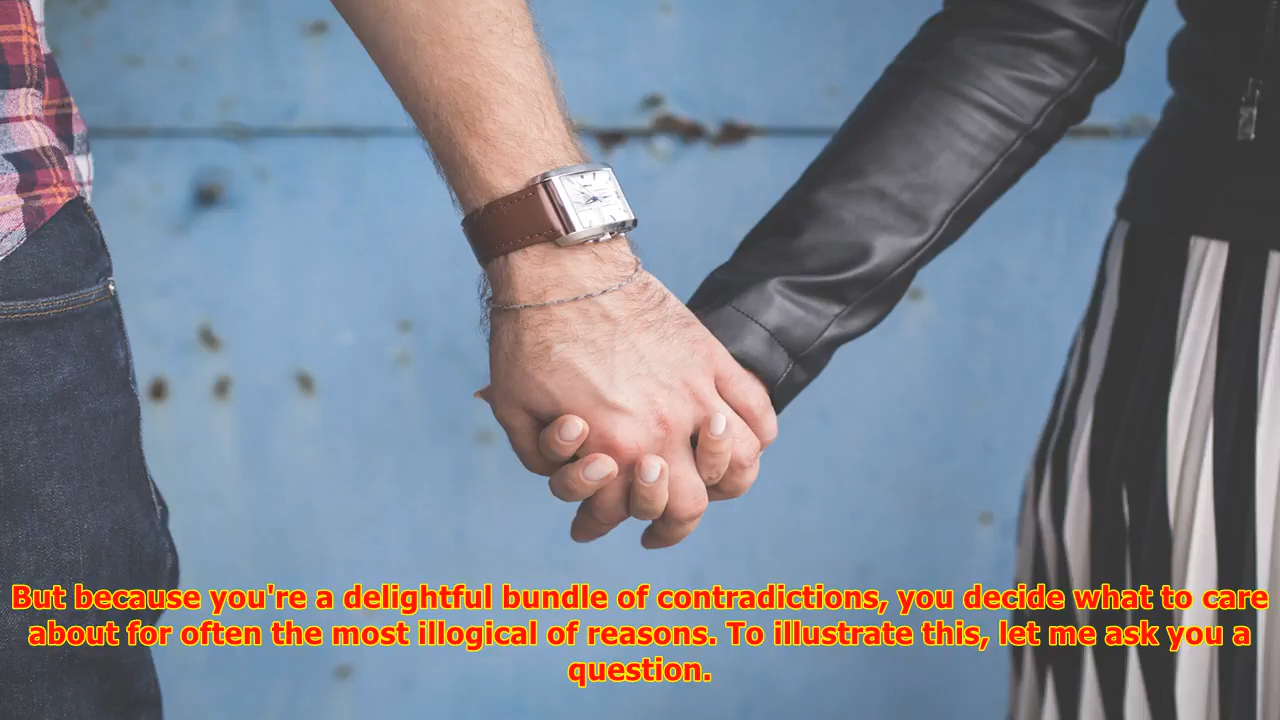 But because you're a delightful bundle of contradictions, you decide what to care
about for often the most illogical of reasons. To illustrate this, let me ask you a
question.